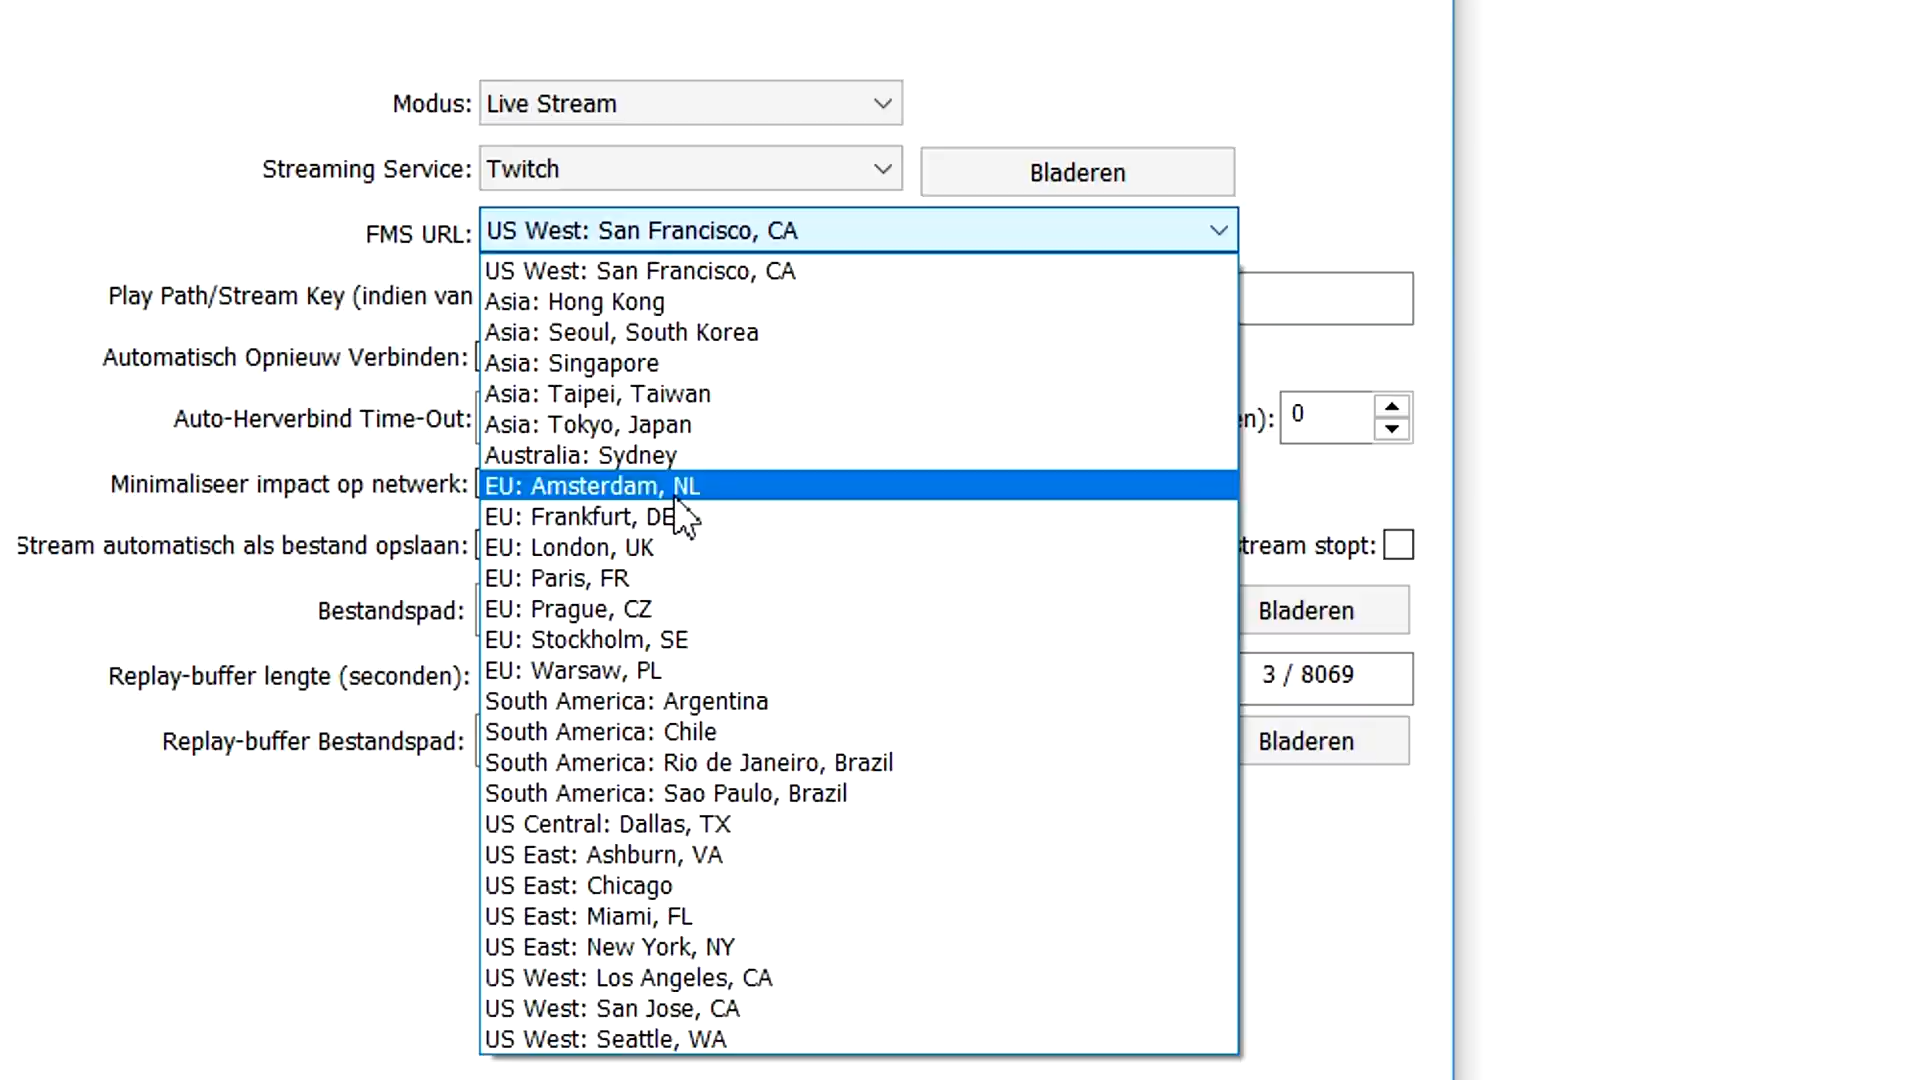 Modus: Live Stream
Streaming Service: Twitch Bladeren
FMS URL: US West: San Francisco, CA
US West: San Francisco, CA
Play Path/Stream Key (indien van
Asia: Hong Kong
Asia: Seoul, South Korea
Automatisch Opnieuw Verbinden:
Asia: Singapore
Asia: Taipei, Taiwan
Auto-Herverbind Time-Out: en): 0
Asia: Tokyo, Japan
Australia: Sydney
Minimaliseer impact op netwerk:
EU: Amsterdam, NL
EU: Frankfurt, DE
Stream automatisch als bestand opslaan: EU: London, UK tream stopt:
EU: Paris, FR
Bestandspad: EU: Prague, CZ Bladeren
EU: Stockholm, SE
Replay-buffer lengte (seconden): EU: Warsaw, PL 3 / 8069
South America: Argentina
Replay-buffer Bestandspad: South America: Chile Bladeren
South America: Rio de Janeiro, Brazil
South America: Sao Paulo, Brazil
US Central: Dallas, TX
US East: Ashburn, VA
US East: Chicago
US East: Miami, FL
US East: New York, NY
US West: Los Angeles, CA
US West: San Jose, CA
US West: Seattle, WA